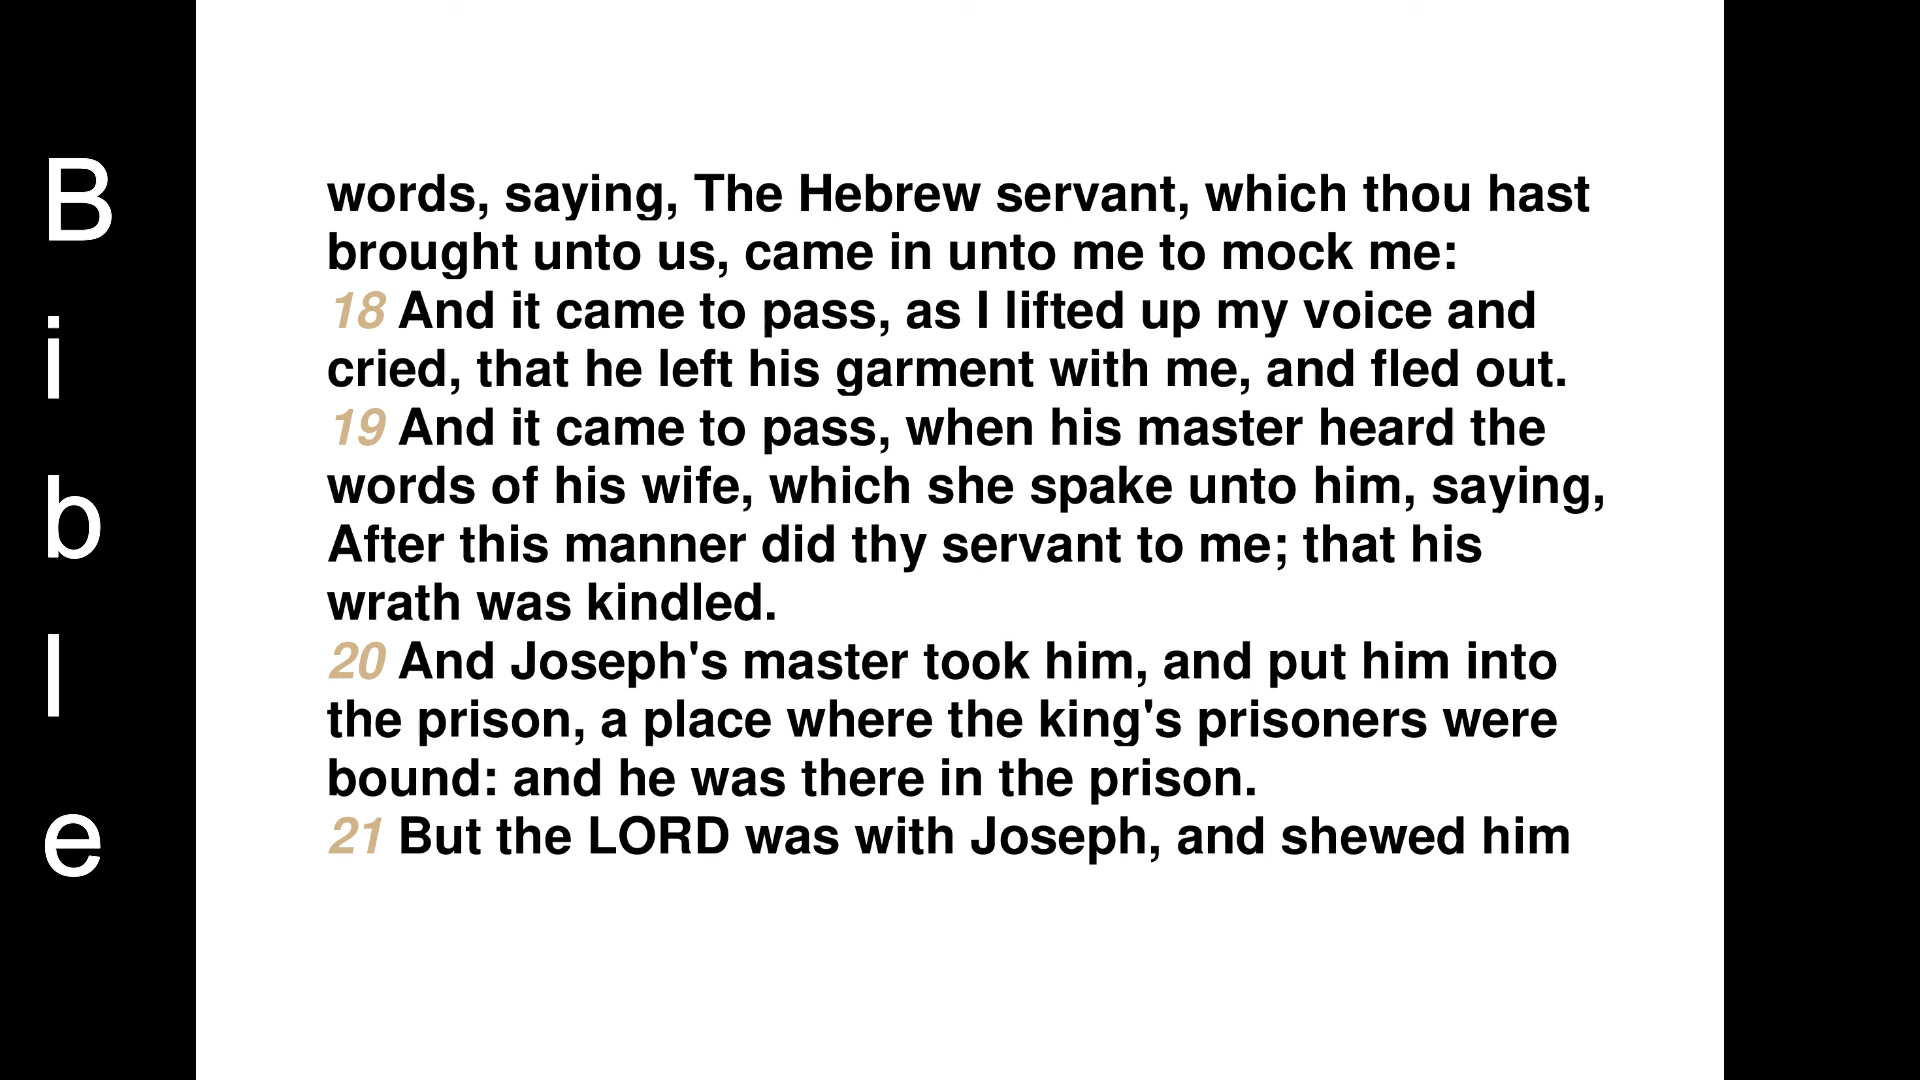 Bible
words, saying, The Hebrew servant, which thou hast
brought unto us, came in unto me to mock me:
18 And it came to pass, as I lifted up my voice and
cried, that he left his garment with me, and fled out.
19 And it came to pass, when his master heard the
words of his wife, which she spake unto him, saying,
After this manner did thy servant to me; that his
wrath was kindled.
20 And Joseph's master took him, and put him into
the prison, a place where the king's prisoners were
bound: and he was there in the prison.
21 But the LORD was with Joseph, and shewed him